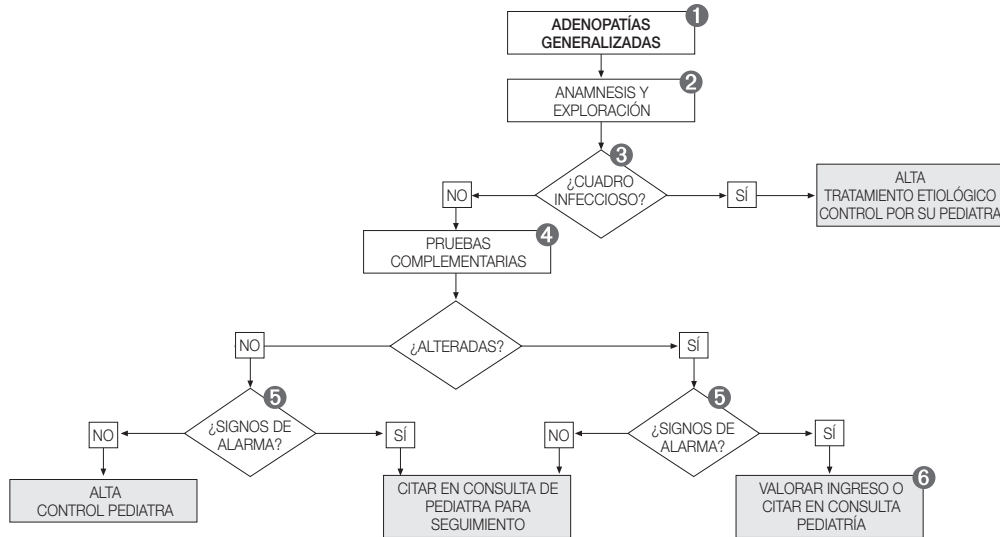 ADENOPATÍAS
GENERALIZADAS
1
ANAMNESIS Y
EXPLORACIÓN
2
3
¿CUADRO
INFECCIOSO?
NO
SÍ
ALTA
TRATAMIENTO ETIOLÓGICO
CONTROL POR SU PEDIATRA
4
PRUEBAS
COMPLEMENTARIAS
NO
¿ALTERADAS?
SÍ
5
¿SIGNOS DE
ALARMA?
NO
SÍ
5
¿SIGNOS DE
ALARMA?
NO
SÍ
ALTA
CONTROL PEDIATRA
CITAR EN CONSULTA DE
PEDIATRA PARA
SEGUIMIENTO
6
VALORAR INGRESO O
CITAR EN CONSULTA
PEDIATRÍA